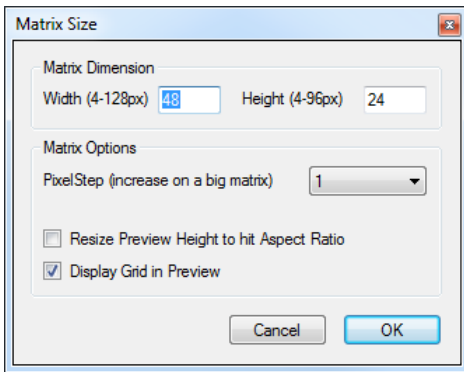 Matrix Size
Matrix Dimension
Width (4-128px) 48 Height (4-96px) 24
Matrix Options
PixelStep (increase on a big matrix) 1
Resize Preview Height to hit Aspect Ratio
Display Grid in Preview
Cancel OK